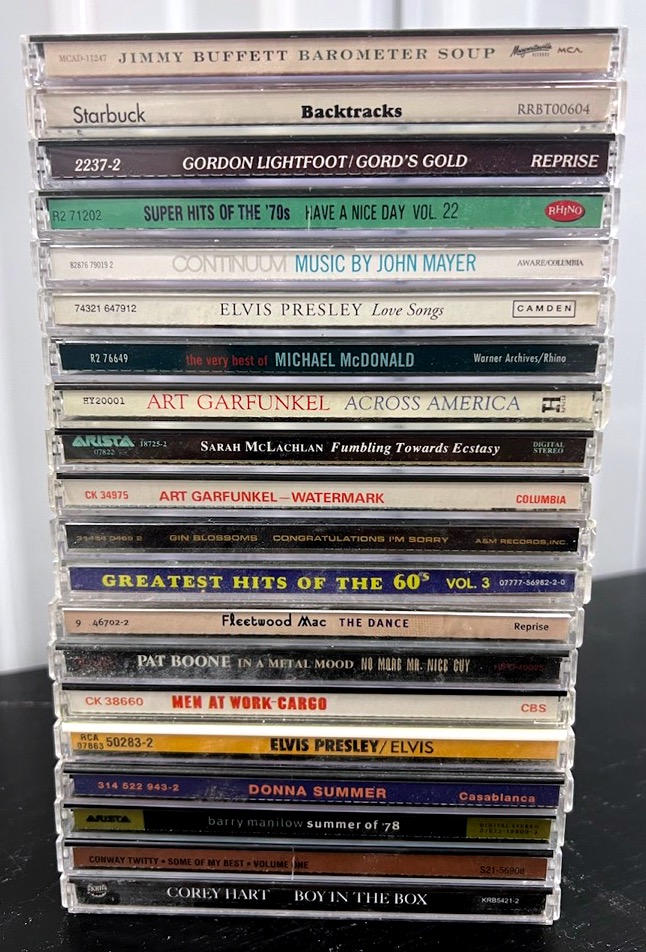 MCAD-11247 JIMMY BUFFETT BAROMETER SOUP Margaritaville RECORDS MCA
Starbuck Backtracks RRBT00604
2237-2 GORDON LIGHTFOOT/GORD'S GOLD REPRISE
R2 71202 SUPER HITS OF THE '70s HAVE A NICE DAY VOL. 22 RHINO
82876 79019 2 CONTINUUM MUSIC BY JOHN MAYER AWARE/COLUMBIA
74321 647912 ELVIS PRESLEY Love Songs CAMDEN
R2 76649 the very best of MICHAEL McDONALD Warner Archives/Rhino
HY20001 ART GARFUNKEL ACROSS AMERICA
ARISTA 07822 18725-2 SARAH MCLACHLAN Fumbling Towards Ecstasy DIGITAL STEREO
CK 34975 ART GARFUNKEL—WATERMARK COLUMBIA
31454 0469 2 GIN BLOSSOMS CONGRATULATIONS I'M SORRY A&M RECORDS, INC.
GREATEST HITS OF THE 60's VOL. 3 07777-56982-2-0
9 46702-2 Fleetwood Mac THE DANCE Reprise
PAT BOONE IN A METAL MOOD NO MORE MR. NICE GUY
CK 38660 MEN AT WORK-CARGO CBS
RCA 07863 50283-2 ELVIS PRESLEY/ELVIS
314 522 943-2 DONNA SUMMER Casablanca
ARISTA barry manilow summer of '78 DIGITAL STEREO
CONWAY TWITTY • SOME OF MY BEST • VOLUME ONE S21-56908
COREY HART BOY IN THE BOX KRB5421-2